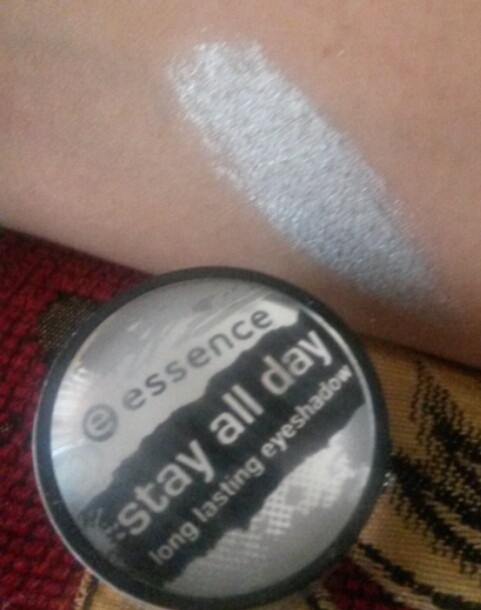 e essence
stay all day
long lasting eyeshadow